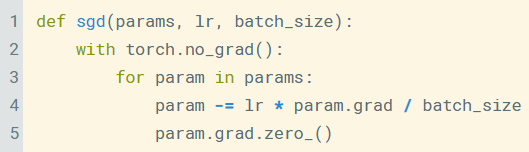 1 def sgd(params, lr, batch_size):
2     with torch.no_grad():
3         for param in params:
4             param -= lr * param.grad / batch_size
5             param.grad.zero_()